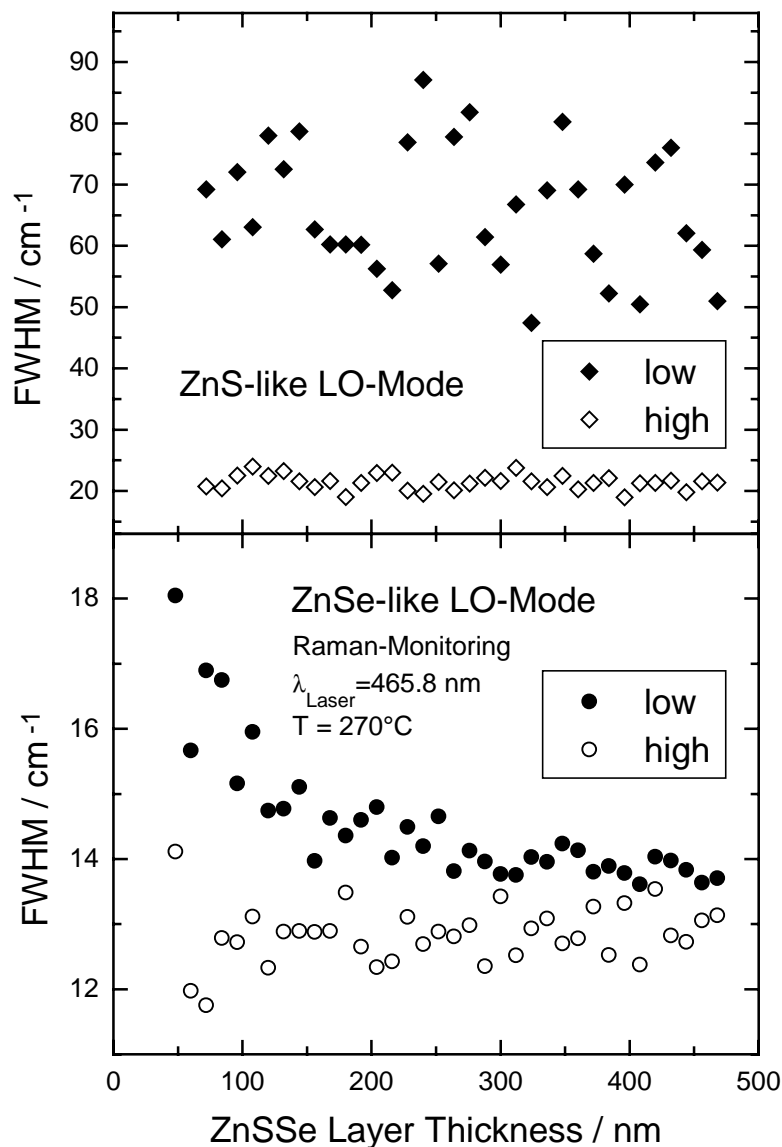 90
80
70
60
50
40
30
20
FWHM / cm⁻¹
ZnS-like LO-Mode
low
high
18
16
14
12
FWHM / cm⁻¹
ZnSe-like LO-Mode
Raman-Monitoring
λLaser=465.8 nm
T = 270°C
low
high
0 100 200 300 400 500
ZnSSe Layer Thickness / nm